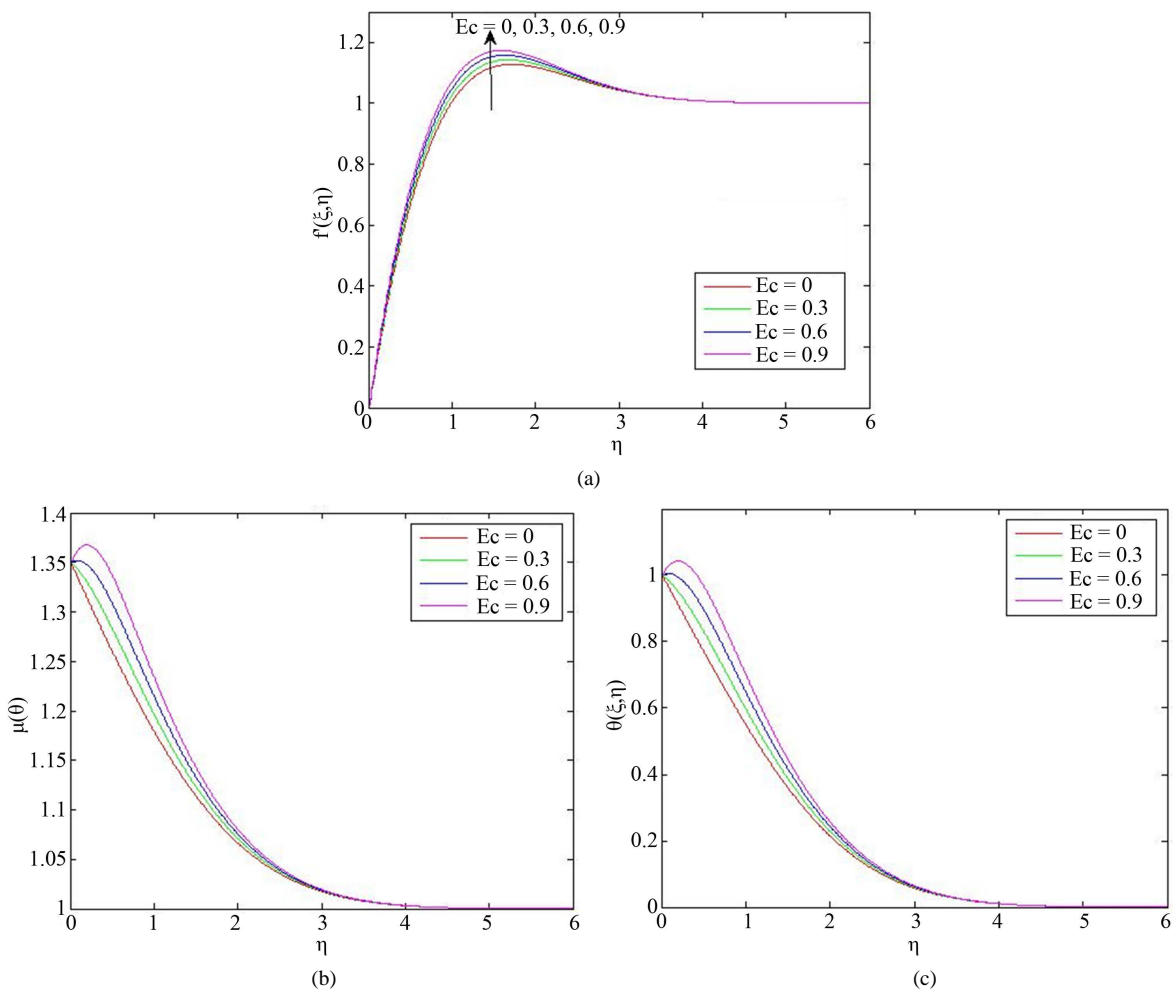 Ec = 0, 0.3, 0.6, 0.9
1.2
1
0.8
0.6
0.4
0.2
0
f'(ξ,η)
Ec = 0
Ec = 0.3
Ec = 0.6
Ec = 0.9
0 1 2 3 4 5 6
η
(a)
1.4
1.35
1.3
1.25
1.2
1.15
1.1
1.05
1
μ(θ)
Ec = 0
Ec = 0.3
Ec = 0.6
Ec = 0.9
0 1 2 3 4 5 6
η
(b)
1
0.8
0.6
0.4
0.2
0
θ(ξ,η)
Ec = 0
Ec = 0.3
Ec = 0.6
Ec = 0.9
0 1 2 3 4 5 6
η
(c)